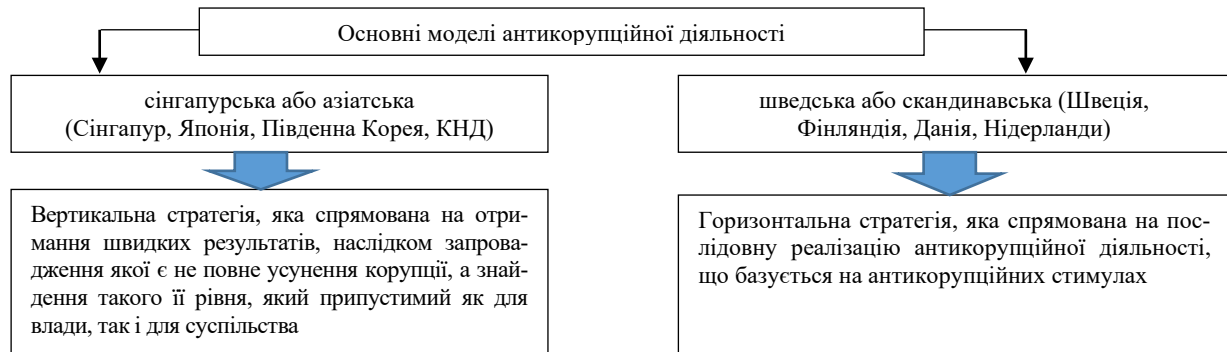 Основні моделі антикорупційної діяльності
сінгапурська або азіатська
(Сінгапур, Японія, Південна Корея, КНД)
шведська або скандинавська (Швеція,
Фінляндія, Данія, Нідерланди)
Вертикальна стратегія, яка спрямована на отри-
мання швидких результатів, наслідком запрова-
дження якої є не повне усунення корупції, а знай-
дення такого її рівня, який припустимий як для
влади, так і для суспільства
Горизонтальна стратегія, яка спрямована на пос-
лідовну реалізацію антикорупційної діяльності,
що базується на антикорупційних стимулах